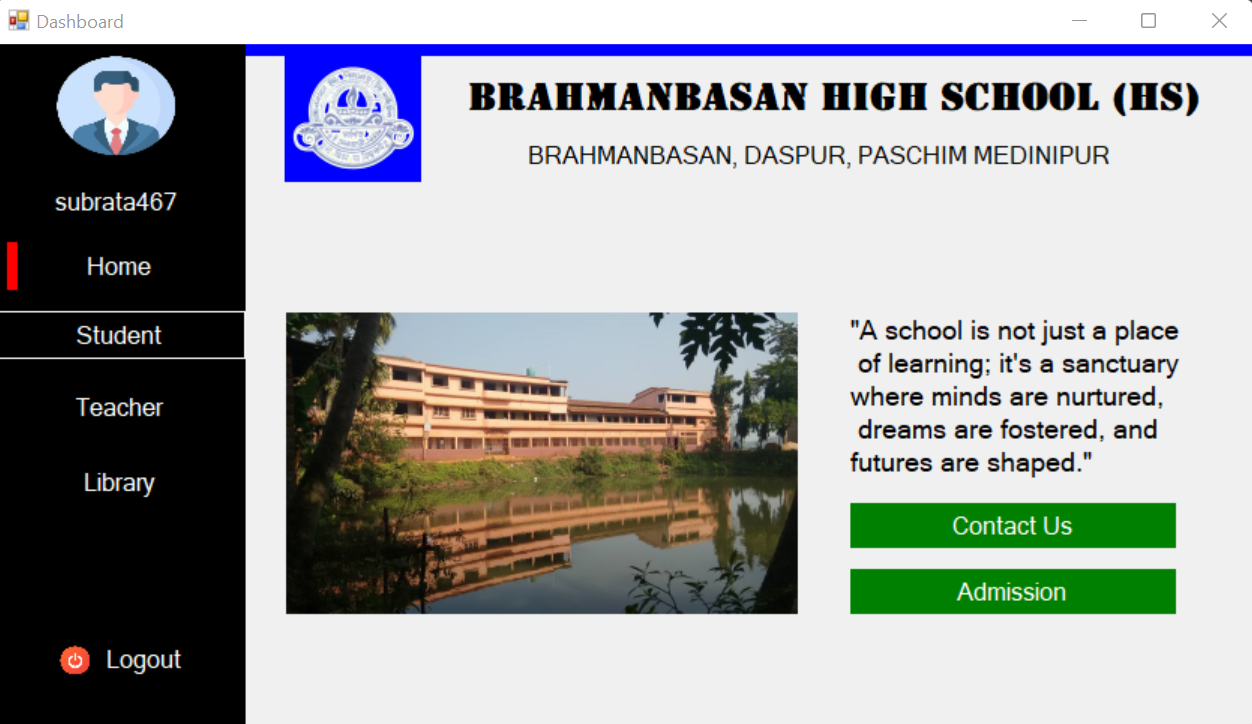 Dashboard
subrata467
Home
Student
Teacher
Library
Logout
BRAHMANBASAN HIGH SCHOOL (HS)
BRAHMANBASAN, DASPUR, PASCHIM MEDINIPUR
"A school is not just a place
of learning; it's a sanctuary
where minds are nurtured,
dreams are fostered, and
futures are shaped."
Contact Us
Admission